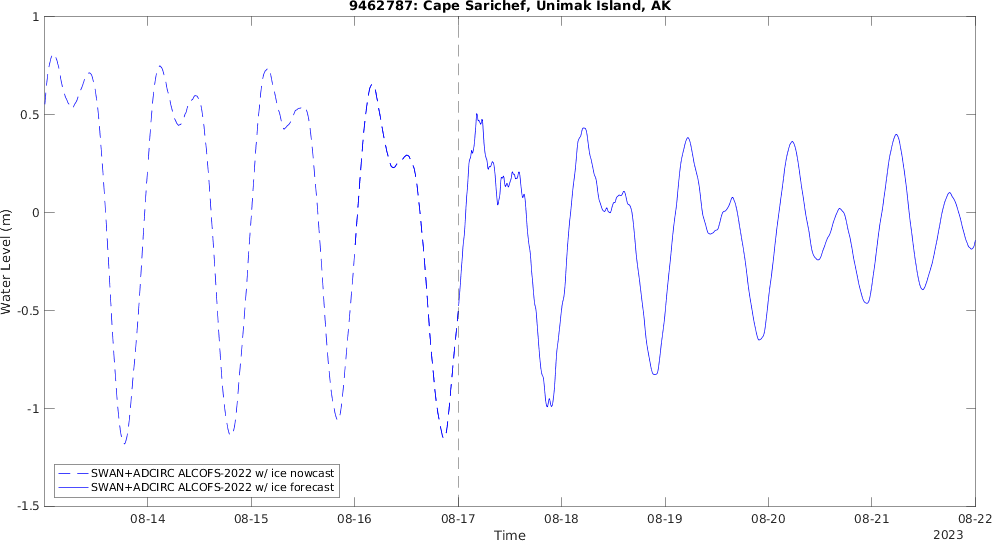 9462787: Cape Sarichef, Unimak Island, AK
1
0.5
0
-0.5
-1
-1.5
Water Level (m)
SWAN+ADCIRC ALCOFS-2022 w/ ice nowcast
SWAN+ADCIRC ALCOFS-2022 w/ ice forecast
08-14 08-15 08-16 08-17 08-18 08-19 08-20 08-21 08-22
Time
2023